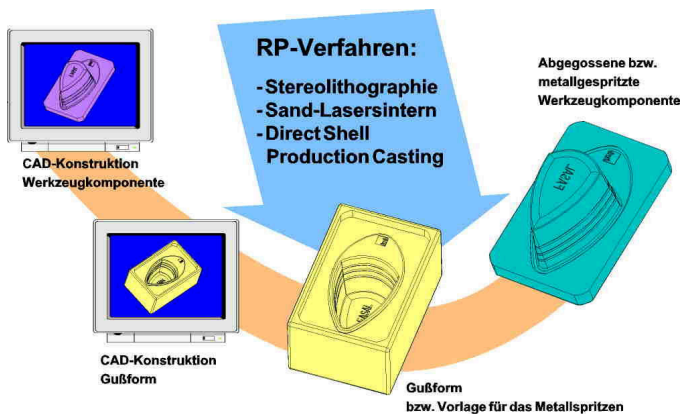 RP-Verfahren:
- Stereolithographie
- Sand-Lasersintern
- Direct Shell
Production Casting
Abgegossene bzw.
metallgespritzte
Werkzeugkomponente
CAD-Konstruktion
Werkzeugkomponente
CAD-Konstruktion
Gußform
Gußform
bzw. Vorlage für das Metallspritzen